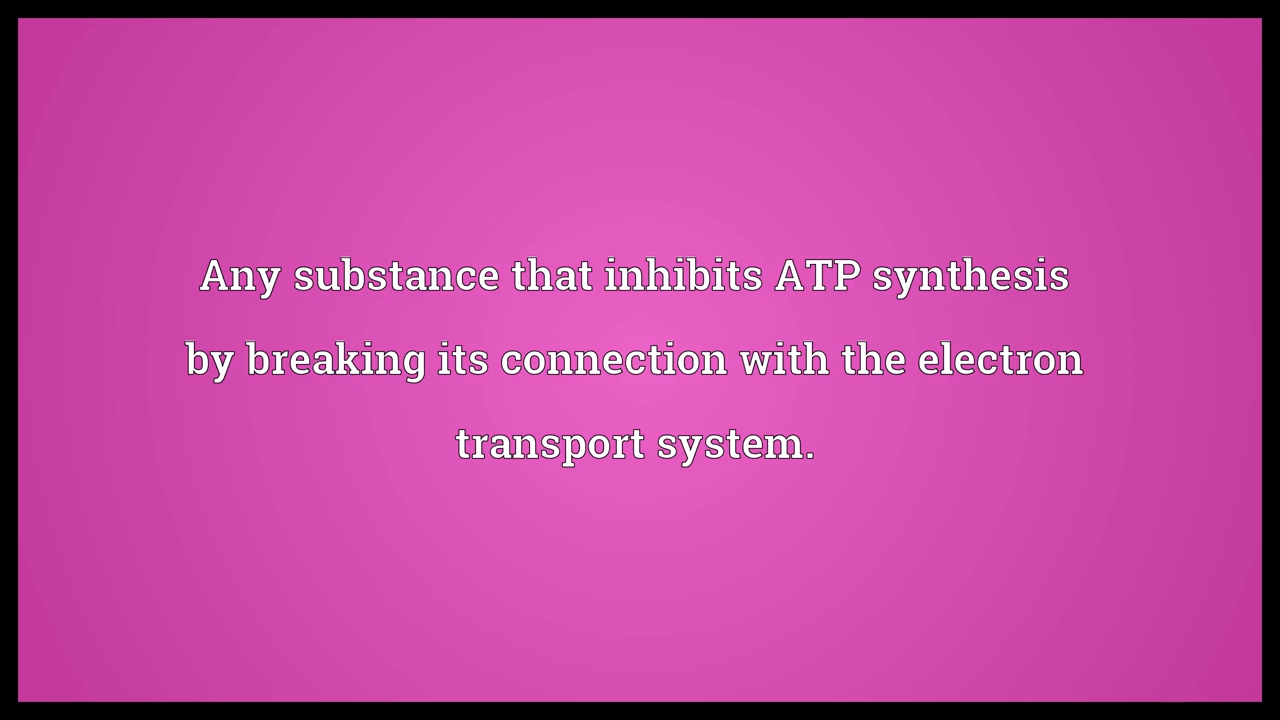 Any substance that inhibits ATP synthesis
by breaking its connection with the electron
transport system.